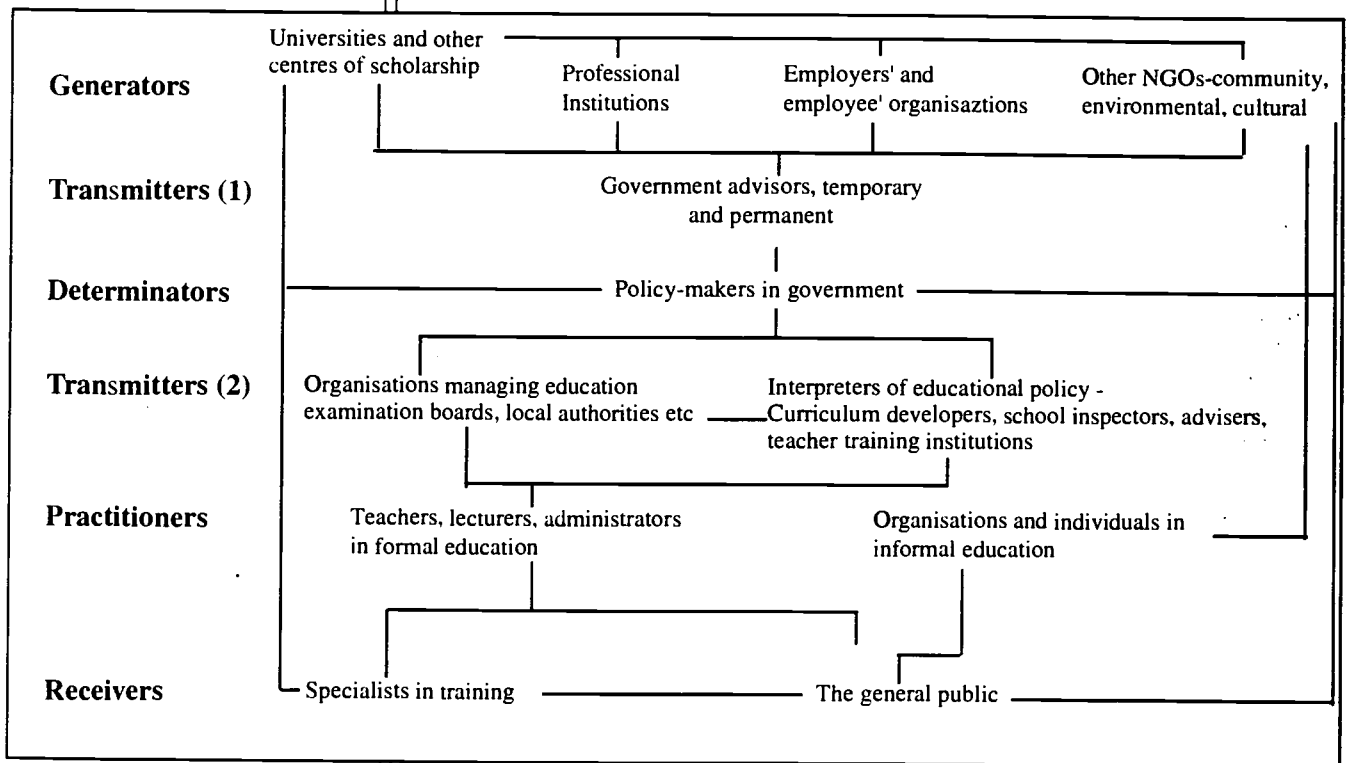 Generators
Universities and other
centres of scholarship
Professional
Institutions
Employers' and
employee' organisaztions
Other NGOs-community,
environmental, cultural
Transmitters (1)
Government advisors, temporary
and permanent
Determinators
Policy-makers in government
Transmitters (2)
Organisations managing education
examination boards, local authorities etc
Interpreters of educational policy -
Curriculum developers, school inspectors, advisers,
teacher training institutions
Practitioners
Teachers, lecturers, administrators
in formal education
Organisations and individuals in
informal education
Receivers
Specialists in training
The general public